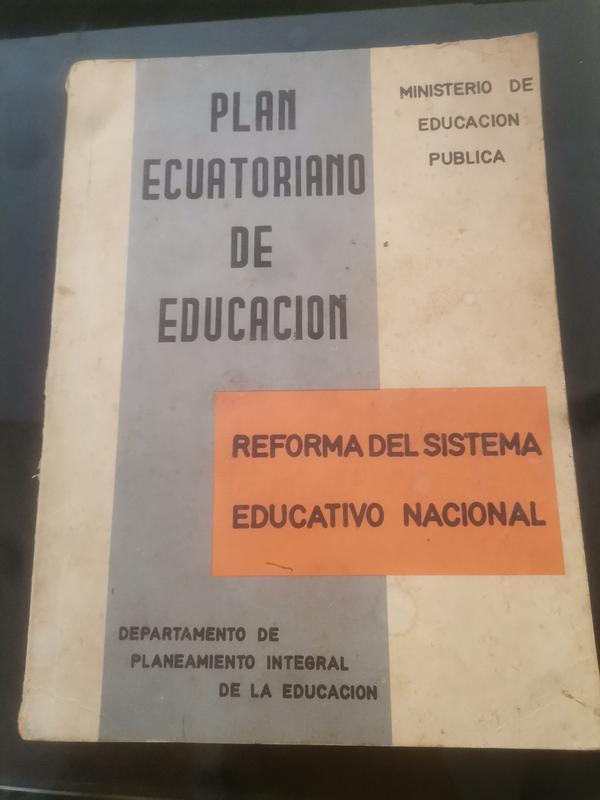 PLAN
ECUATORIANO
DE
EDUCACION
MINISTERIO DE
EDUCACION
PUBLICA
REFORMA DEL SISTEMA
EDUCATIVO NACIONAL
DEPARTAMENTO DE
PLANEAMIENTO INTEGRAL
DE LA EDUCACION